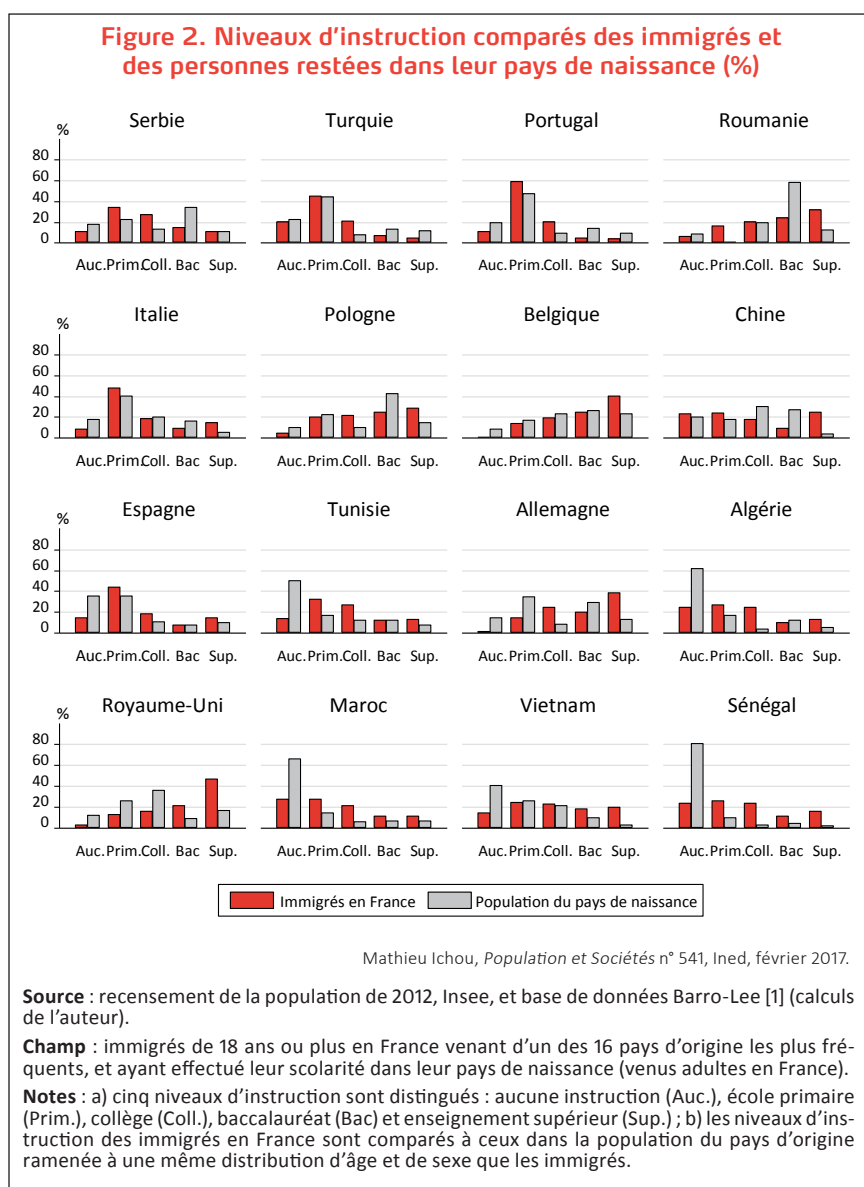 Figure 2. Niveaux d'instruction comparés des immigrés et
des personnes restées dans leur pays de naissance (%)
Serbie Turquie Portugal Roumanie
%
80
60
40
20
0
Auc. Prim. Coll. Bac Sup. Auc. Prim. Coll. Bac Sup. Auc. Prim. Coll. Bac Sup. Auc. Prim. Coll. Bac Sup.
Italie Pologne Belgique Chine
%
80
60
40
20
0
Auc. Prim. Coll. Bac Sup. Auc. Prim. Coll. Bac Sup. Auc. Prim. Coll. Bac Sup. Auc. Prim. Coll. Bac Sup.
Espagne Tunisie Allemagne Algérie
%
80
60
40
20
0
Auc. Prim. Coll. Bac Sup. Auc. Prim. Coll. Bac Sup. Auc. Prim. Coll. Bac Sup. Auc. Prim. Coll. Bac Sup.
Royaume-Uni Maroc Vietnam Sénégal
%
80
60
40
20
0
Auc. Prim. Coll. Bac Sup. Auc. Prim. Coll. Bac Sup. Auc. Prim. Coll. Bac Sup. Auc. Prim. Coll. Bac Sup.
Immigrés en France Population du pays de naissance
Mathieu Ichou, Population et Sociétés n° 541, Ined, février 2017.
Source : recensement de la population de 2012, Insee, et base de données Barro-Lee [1] (calculs
de l'auteur).
Champ : immigrés de 18 ans ou plus en France venant d'un des 16 pays d'origine les plus fré-
quents, et ayant effectué leur scolarité dans leur pays de naissance (venus adultes en France).
Notes : a) cinq niveaux d'instruction sont distingués : aucune instruction (Auc.), école primaire
(Prim.), collège (Coll.), baccalauréat (Bac) et enseignement supérieur (Sup.) ; b) les niveaux d'ins-
truction des immigrés en France sont comparés à ceux dans la population du pays d'origine
ramenée à une même distribution d'âge et de sexe que les immigrés.